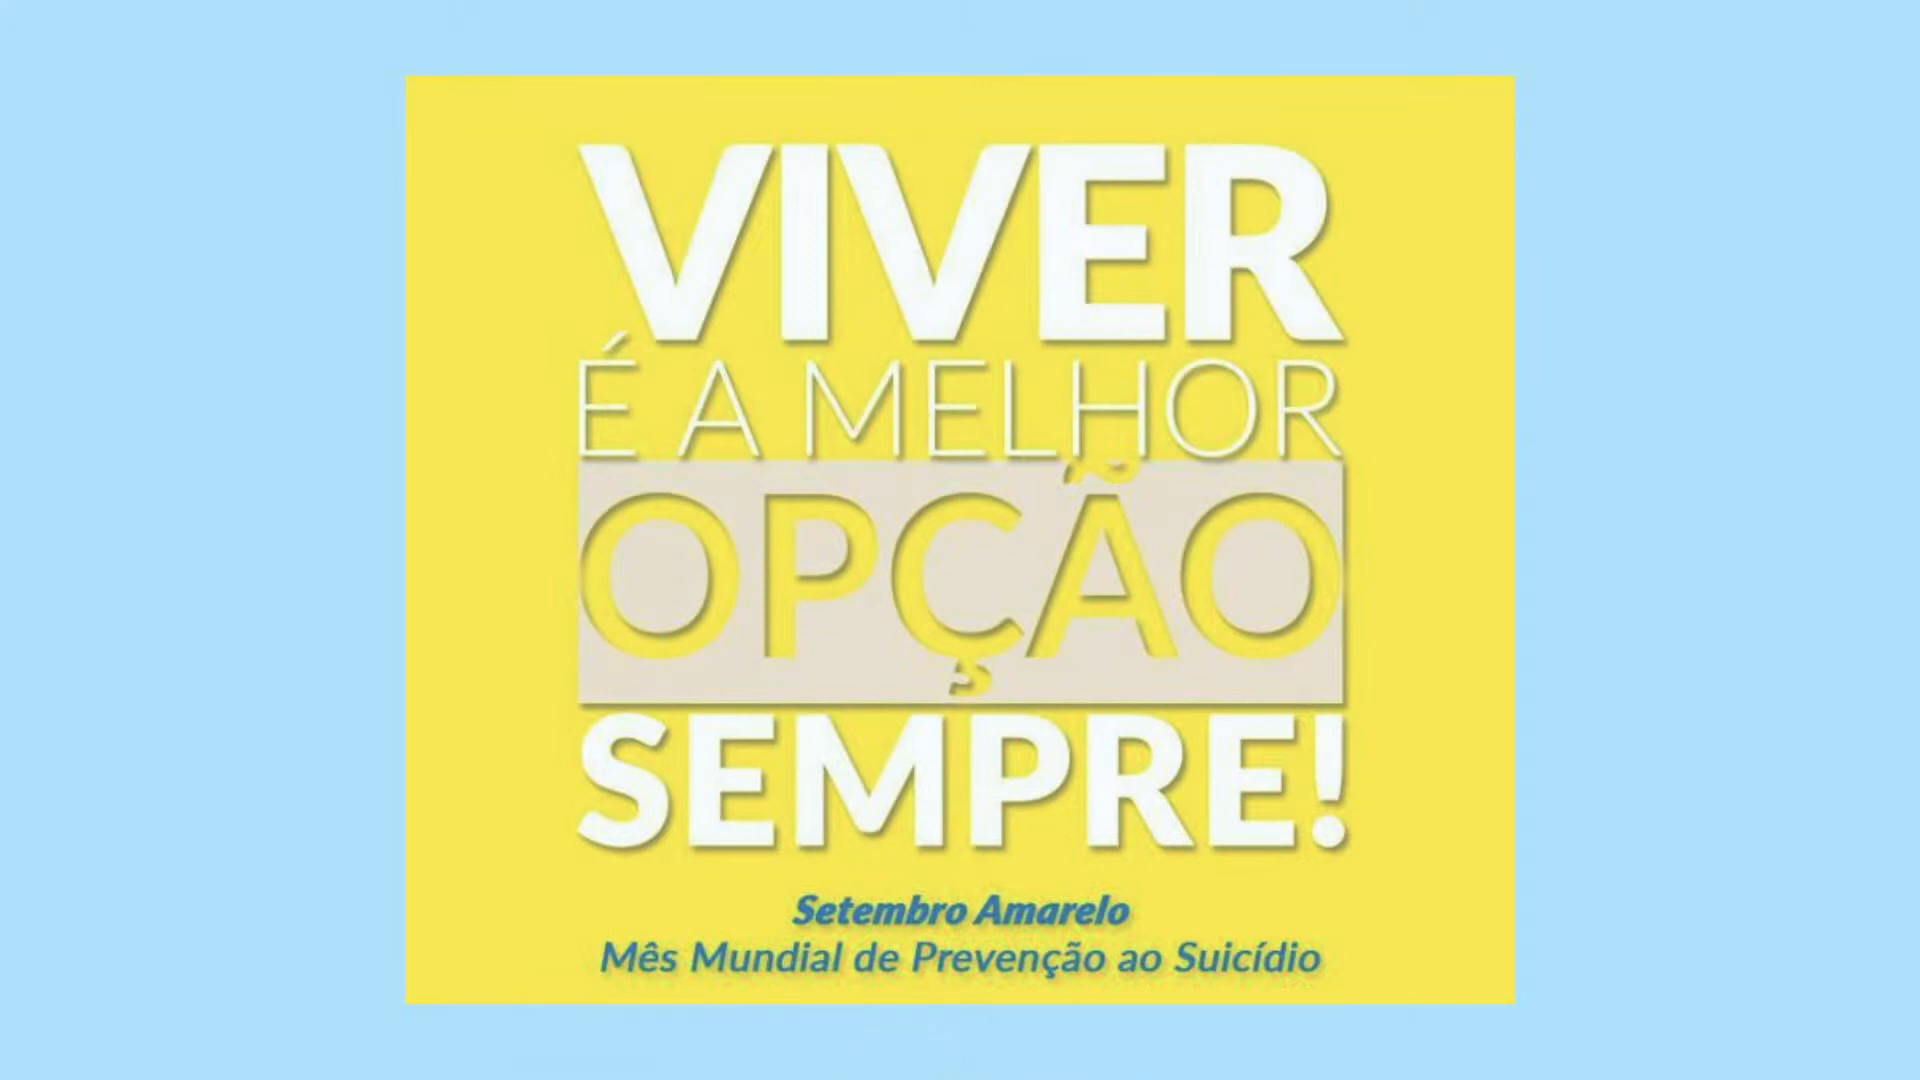 VIVER
É A MELHOR
OPÇÃO
SEMPRE!
Setembro Amarelo
Mês Mundial de Prevenção ao Suicídio